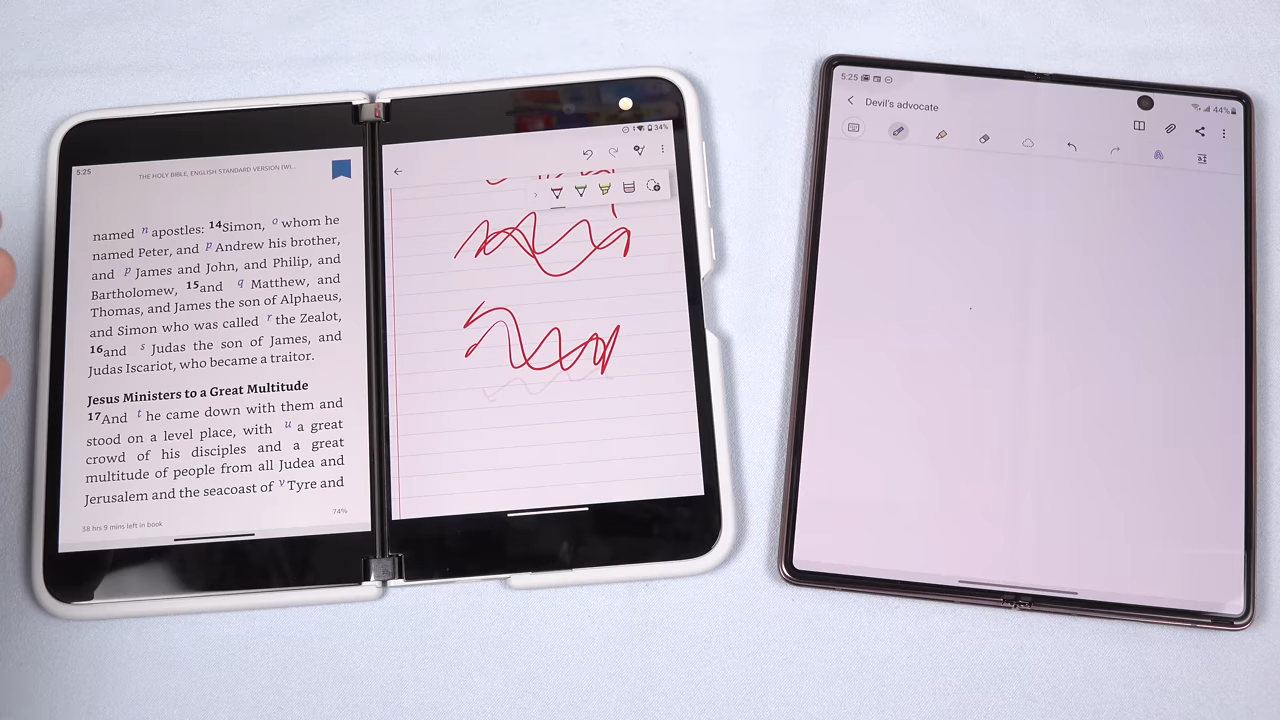 5:25
THE HOLY BIBLE, ENGLISH STANDARD VERSION (WI...
named n apostles: 14Simon, o whom he
named Peter, and p Andrew his brother,
and p James and John, and Philip, and
Bartholomew, 15and q Matthew, and
Thomas, and James the son of Alphaeus,
and Simon who was called r the Zealot,
16and s Judas the son of James, and
Judas Iscariot, who became a traitor.
Jesus Ministers to a Great Multitude
17And t he came down with them and
stood on a level place, with u a great
crowd of his disciples and a great
multitude of people from all Judea and
Jerusalem and the seacoast of v Tyre and
38 hrs 9 mins left in book
74%
34%
5:25
44%
Devil's advocate